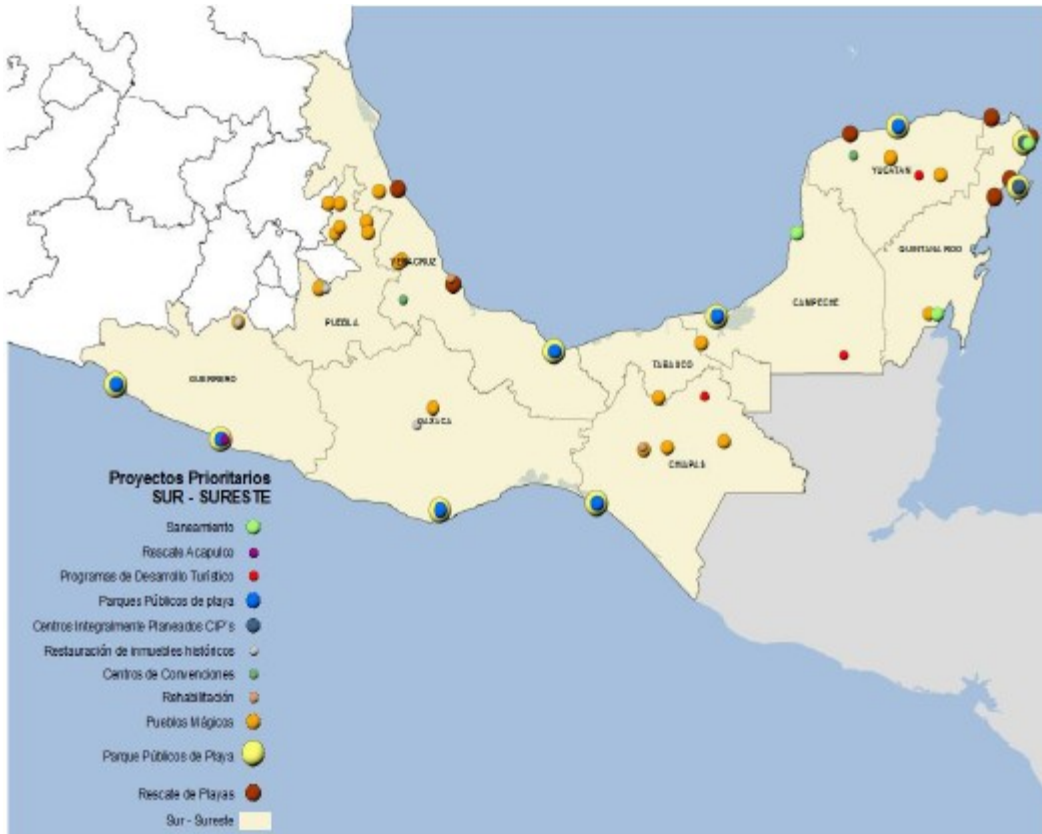 YUCATAN
QUINTANA ROO
VERACRUZ
CAMPECHE
PUEBLA
TABASCO
GUERRERO
OAXACA
CHIAPAS
Proyectos Prioritarios
SUR - SURESTE
Saneamiento
Rescate Acapulco
Programas de Desarrollo Turístico
Parques Públicos de playa
Centros Integralmente Planeados CIP's
Restauración de inmuebles históricos
Centros de Convenciones
Rehabilitación
Pueblos Mágicos
Parque Públicos de Playa
Rescate de Playas
Sur - Sureste